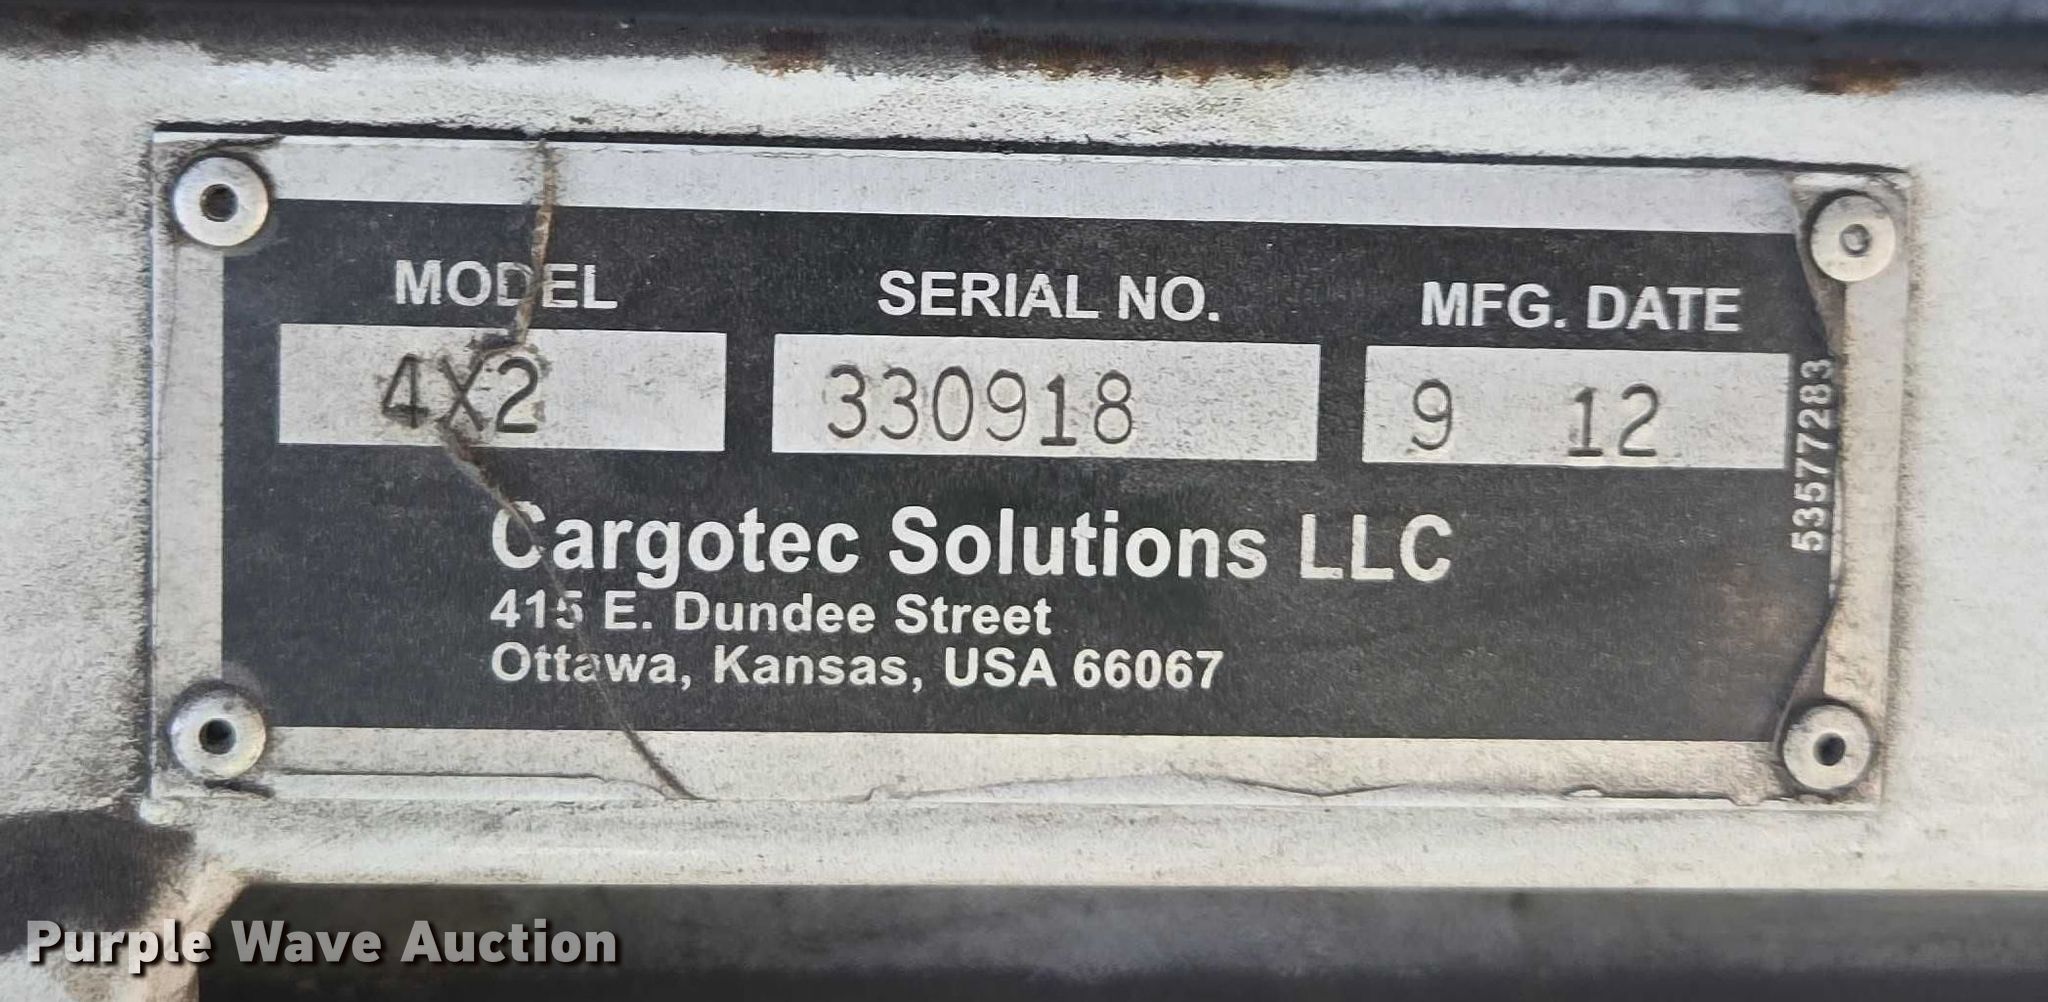 MODEL SERIAL NO. MFG. DATE
4X2 330918 9 12
53577283
Cargotec Solutions LLC
415 E. Dundee Street
Ottawa, Kansas, USA 66067
Purple Wave Auction